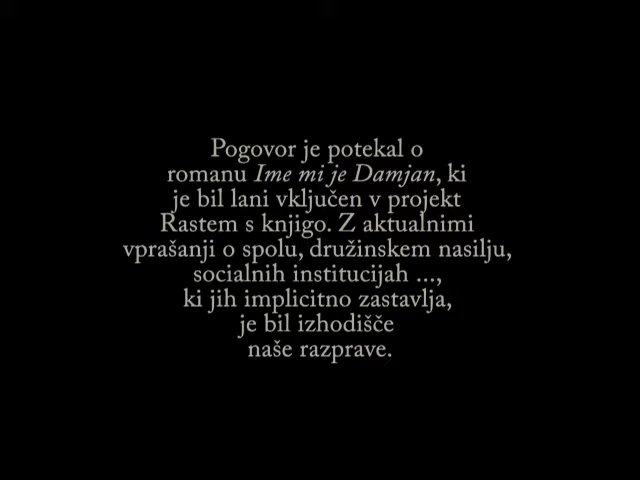 Pogovor je potekal o
romanu Ime mi je Damjan, ki
je bil lani vključen v projekt
Rastem s knjigo. Z aktualnimi
vprašanji o spolu, družinskem nasilju,
socialnih institucijah ...,
ki jih implicitno zastavlja,
je bil izhodišče
naše razprave.